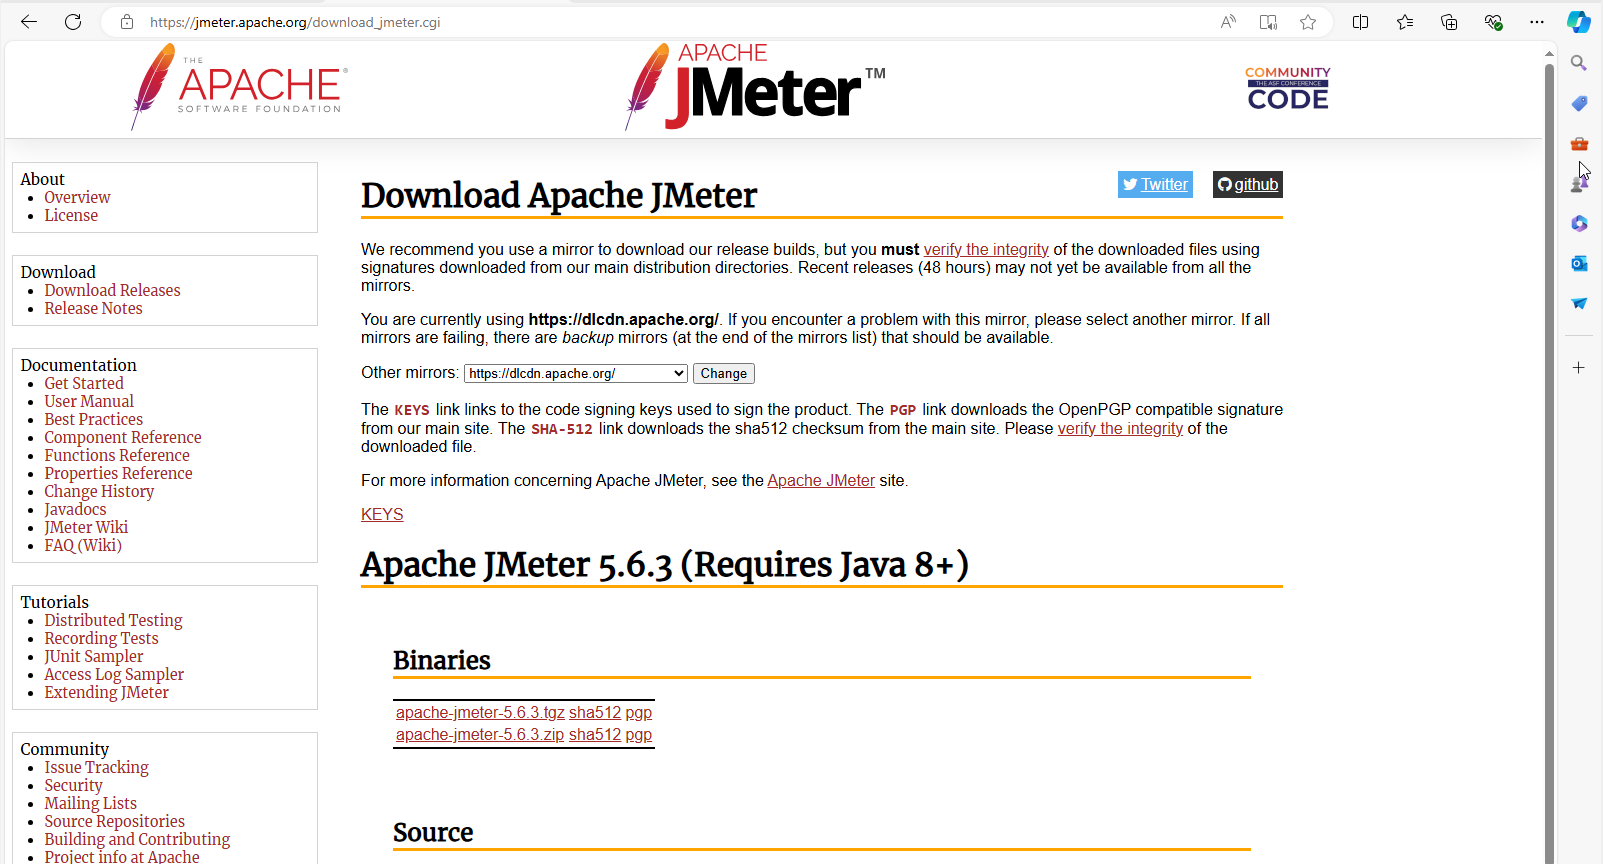 https://jmeter.apache.org/download_jmeter.cgi
THE
APACHE®
SOFTWARE FOUNDATION
APACHE
JMeter™
COMMUNITY
THE ASF CONFERENCE
CODE
About
Overview
License
Download
Download Releases
Release Notes
Documentation
Get Started
User Manual
Best Practices
Component Reference
Functions Reference
Properties Reference
Change History
Javadocs
JMeter Wiki
FAQ (Wiki)
Tutorials
Distributed Testing
Recording Tests
JUnit Sampler
Access Log Sampler
Extending JMeter
Community
Issue Tracking
Security
Mailing Lists
Source Repositories
Building and Contributing
Project info at Apache
Twitter
github
Download Apache JMeter
We recommend you use a mirror to download our release builds, but you must verify the integrity of the downloaded files using
signatures downloaded from our main distribution directories. Recent releases (48 hours) may not yet be available from all the
mirrors.
You are currently using https://dlcdn.apache.org/. If you encounter a problem with this mirror, please select another mirror. If all
mirrors are failing, there are backup mirrors (at the end of the mirrors list) that should be available.
Other mirrors: https://dlcdn.apache.org/ Change
The KEYS link links to the code signing keys used to sign the product. The PGP link downloads the OpenPGP compatible signature
from our main site. The SHA-512 link downloads the sha512 checksum from the main site. Please verify the integrity of the
downloaded file.
For more information concerning Apache JMeter, see the Apache JMeter site.
KEYS
Apache JMeter 5.6.3 (Requires Java 8+)
Binaries
apache-jmeter-5.6.3.tgz sha512 pgp
apache-jmeter-5.6.3.zip sha512 pgp
Source